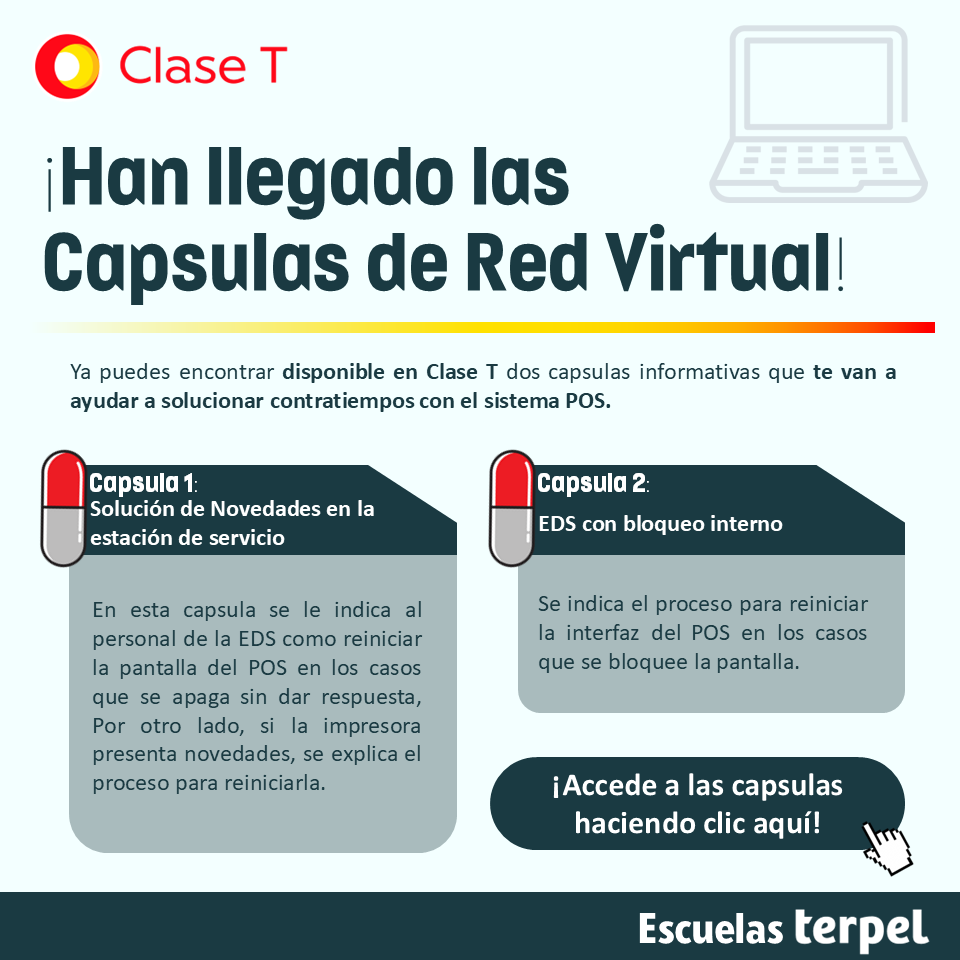 Clase T
¡Han llegado las
Capsulas de Red Virtual!
Ya puedes encontrar disponible en Clase T dos capsulas informativas que te van a
ayudar a solucionar contratiempos con el sistema POS.
Capsula 1:
Solución de Novedades en la
estación de servicio
En esta capsula se le indica al
personal de la EDS como reiniciar
la pantalla del POS en los casos
que se apaga sin dar respuesta,
Por otro lado, si la impresora
presenta novedades, se explica el
proceso para reiniciarla.
Capsula 2:
EDS con bloqueo interno
Se indica el proceso para reiniciar
la interfaz del POS en los casos
que se bloquee la pantalla.
¡Accede a las capsulas
haciendo clic aquí!
Escuelas terpel